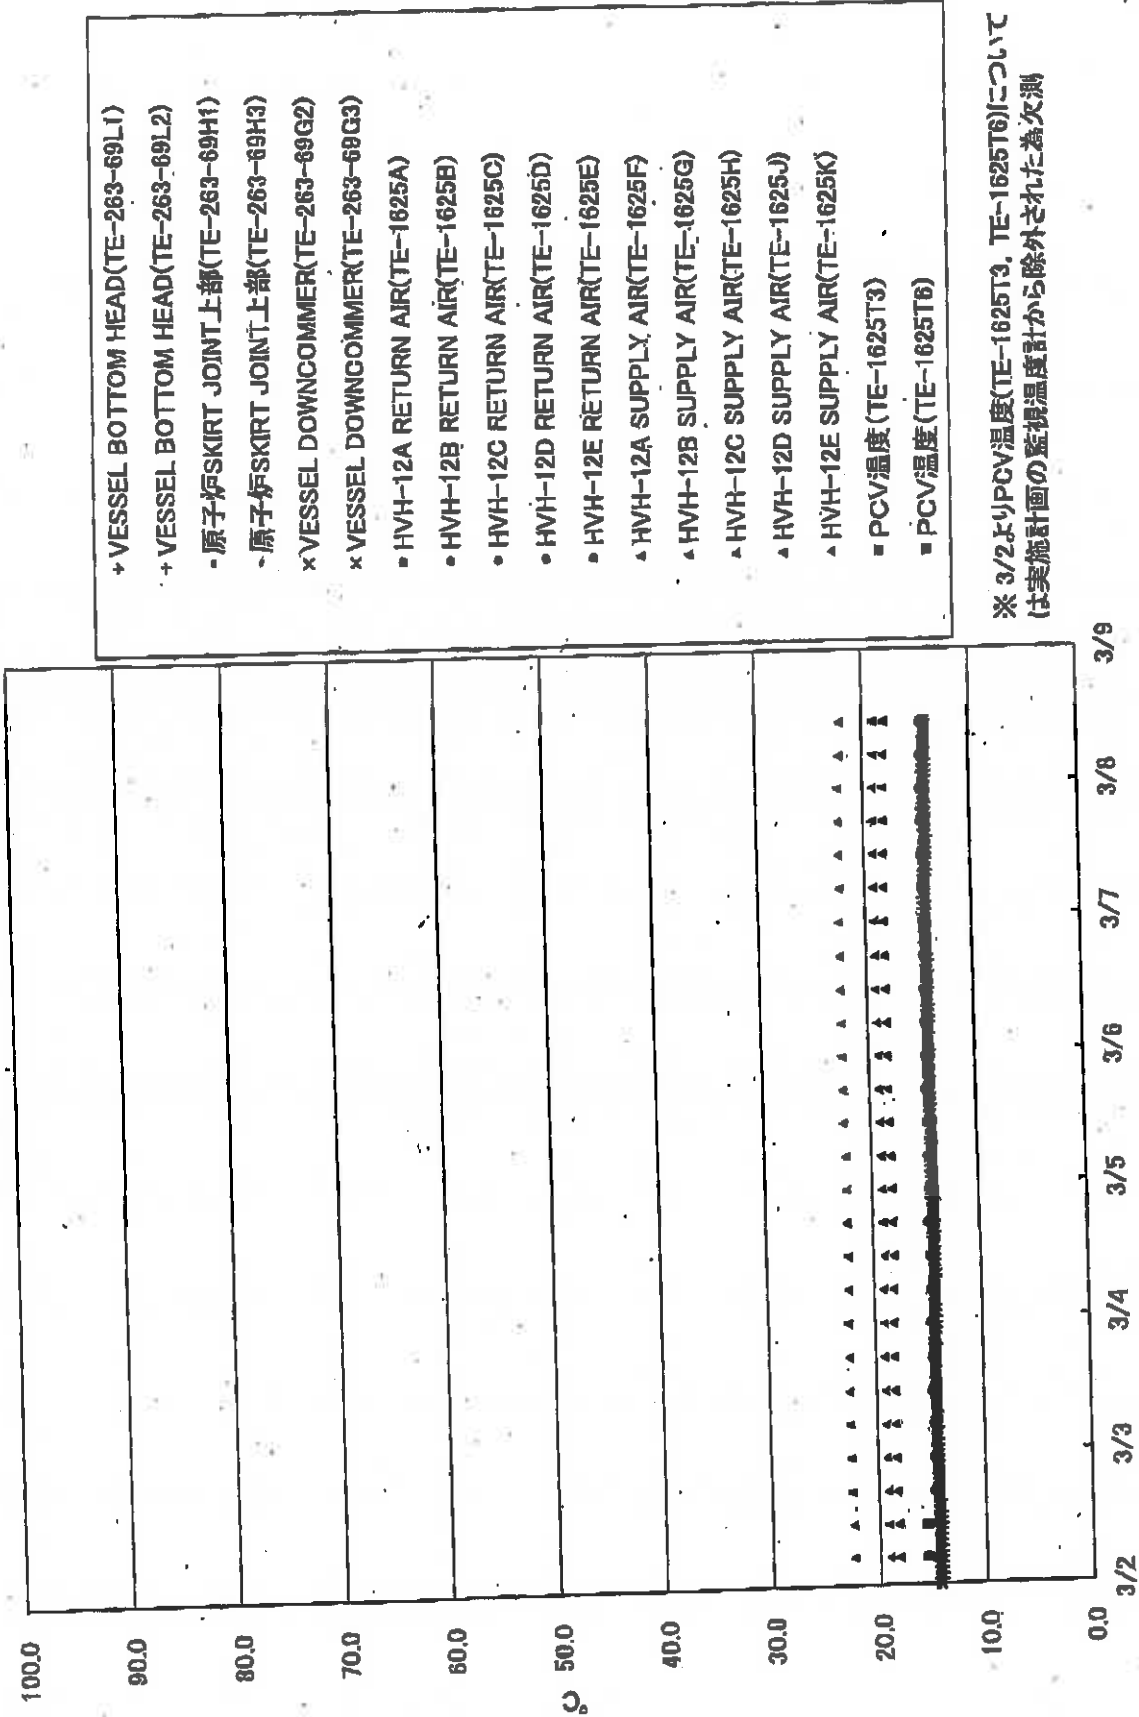 100.0
90.0
80.0
70.0
60.0
50.0
40.0
30.0
20.0
10.0
0.0
℃
3/2
3/3
3/4
3/5
3/6
3/7
3/8
3/9
+ VESSEL BOTTOM HEAD(TE-263-69L1)
+ VESSEL BOTTOM HEAD(TE-263-69L2)
- 原子炉SKIRT JOINT上部(TE-263-69H1)
- 原子炉SKIRT JOINT上部(TE-263-69H3)
× VESSEL DOWNCOMMER(TE-263-69G2)
× VESSEL DOWNCOMMER(TE-263-69G3)
● HVH-12A RETURN AIR(TE-1625A)
● HVH-12B RETURN AIR(TE-1625B)
● HVH-12C RETURN AIR(TE-1625C)
● HVH-12D RETURN AIR(TE-1625D)
● HVH-12E RETURN AIR(TE-1625E)
▲ HVH-12A SUPPLY AIR(TE-1625F)
▲ HVH-12B SUPPLY AIR(TE-1625G)
▲ HVH-12C SUPPLY AIR(TE-1625H)
▲ HVH-12D SUPPLY AIR(TE-1625J)
▲ HVH-12E SUPPLY AIR(TE-1625K)
■ PCV温度(TE-1625T3)
■ PCV温度(TE-1625T6)
※ 3/2よりPCV温度(TE-1625T3, TE-1625T6)について
は実施計画の監視温度計から除外された為欠測